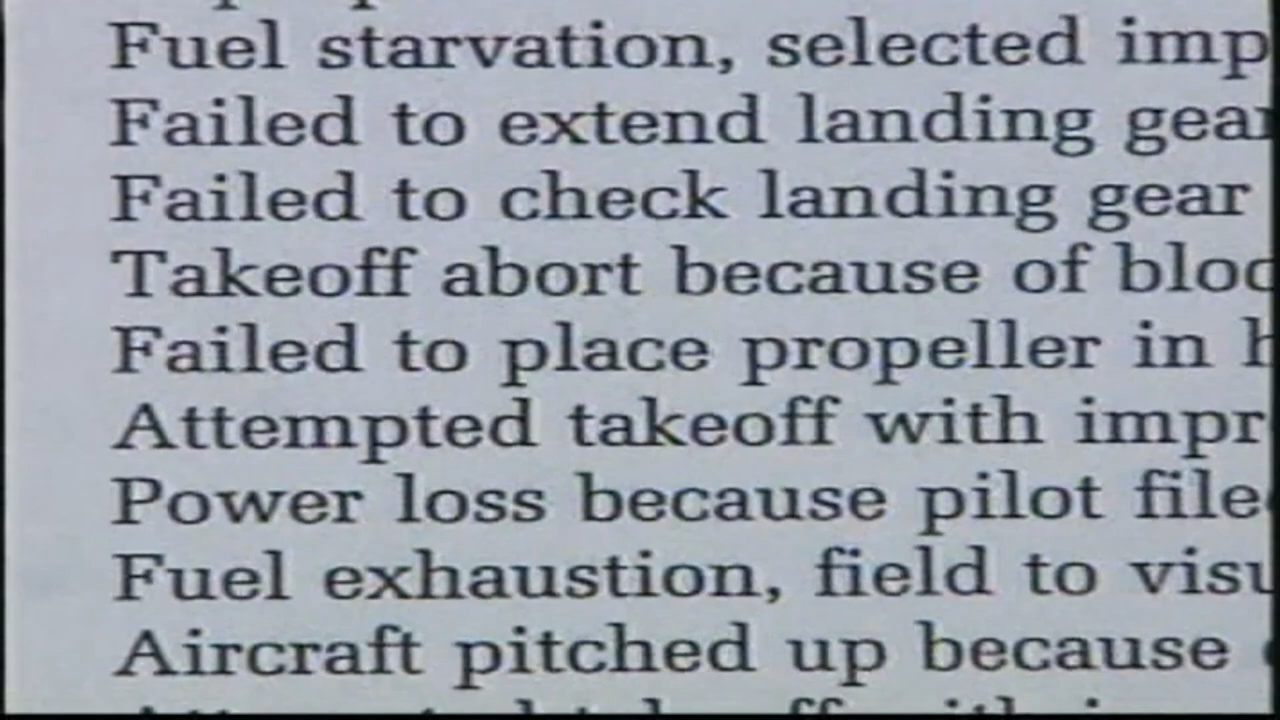 Fuel starvation, selected imp
Failed to extend landing gear
Failed to check landing gear
Takeoff abort because of bloc
Failed to place propeller in h
Attempted takeoff with impr
Power loss because pilot file
Fuel exhaustion, field to visu
Aircraft pitched up because